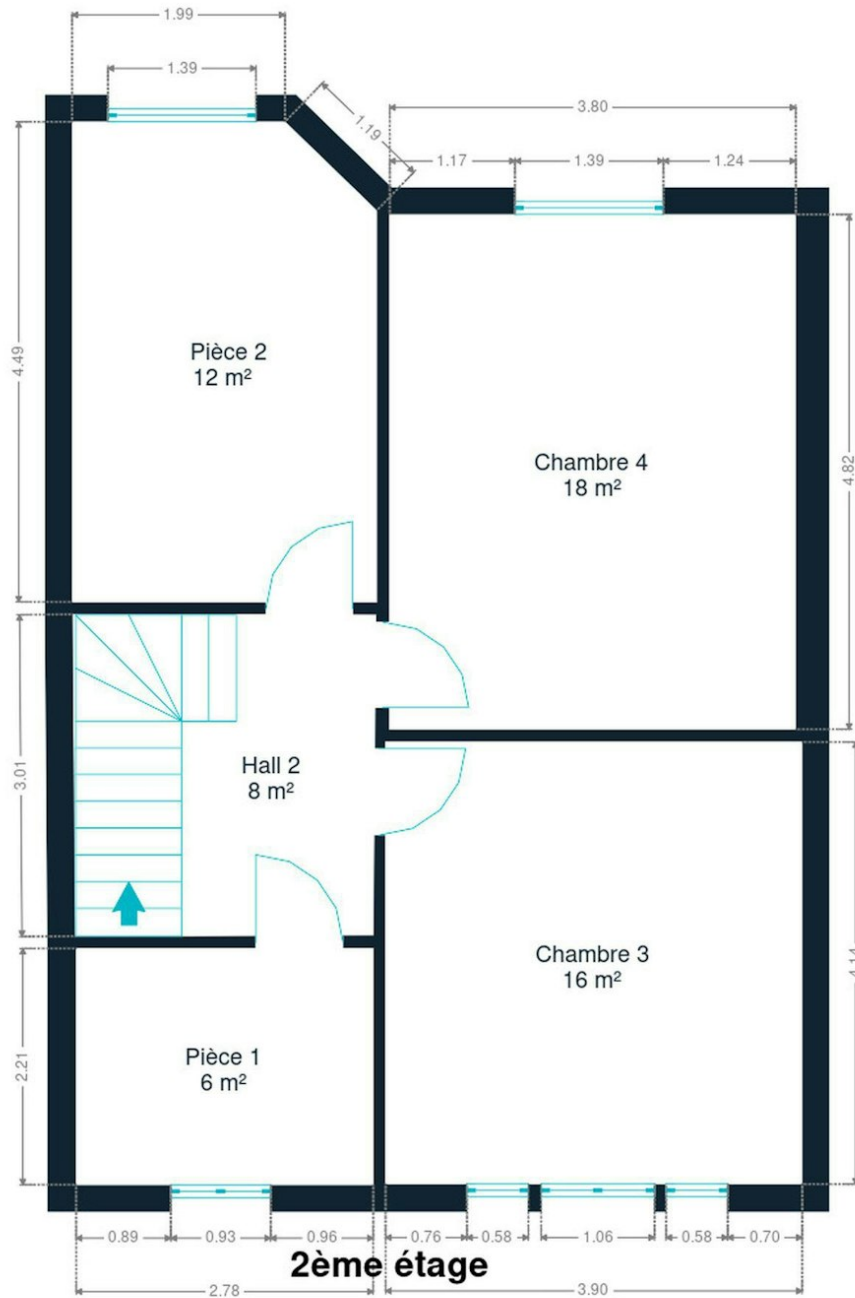 1.99
1.39
1.19
3.80
1.17
1.39
1.24
4.49
Pièce 2
12 m²
4.82
Chambre 4
18 m²
3.01
Hall 2
8 m²
4.14
Chambre 3
16 m²
2.21
Pièce 1
6 m²
0.89
0.93
0.96
0.76
0.58
1.06
0.58
0.70
2ème étage
2.78
3.90